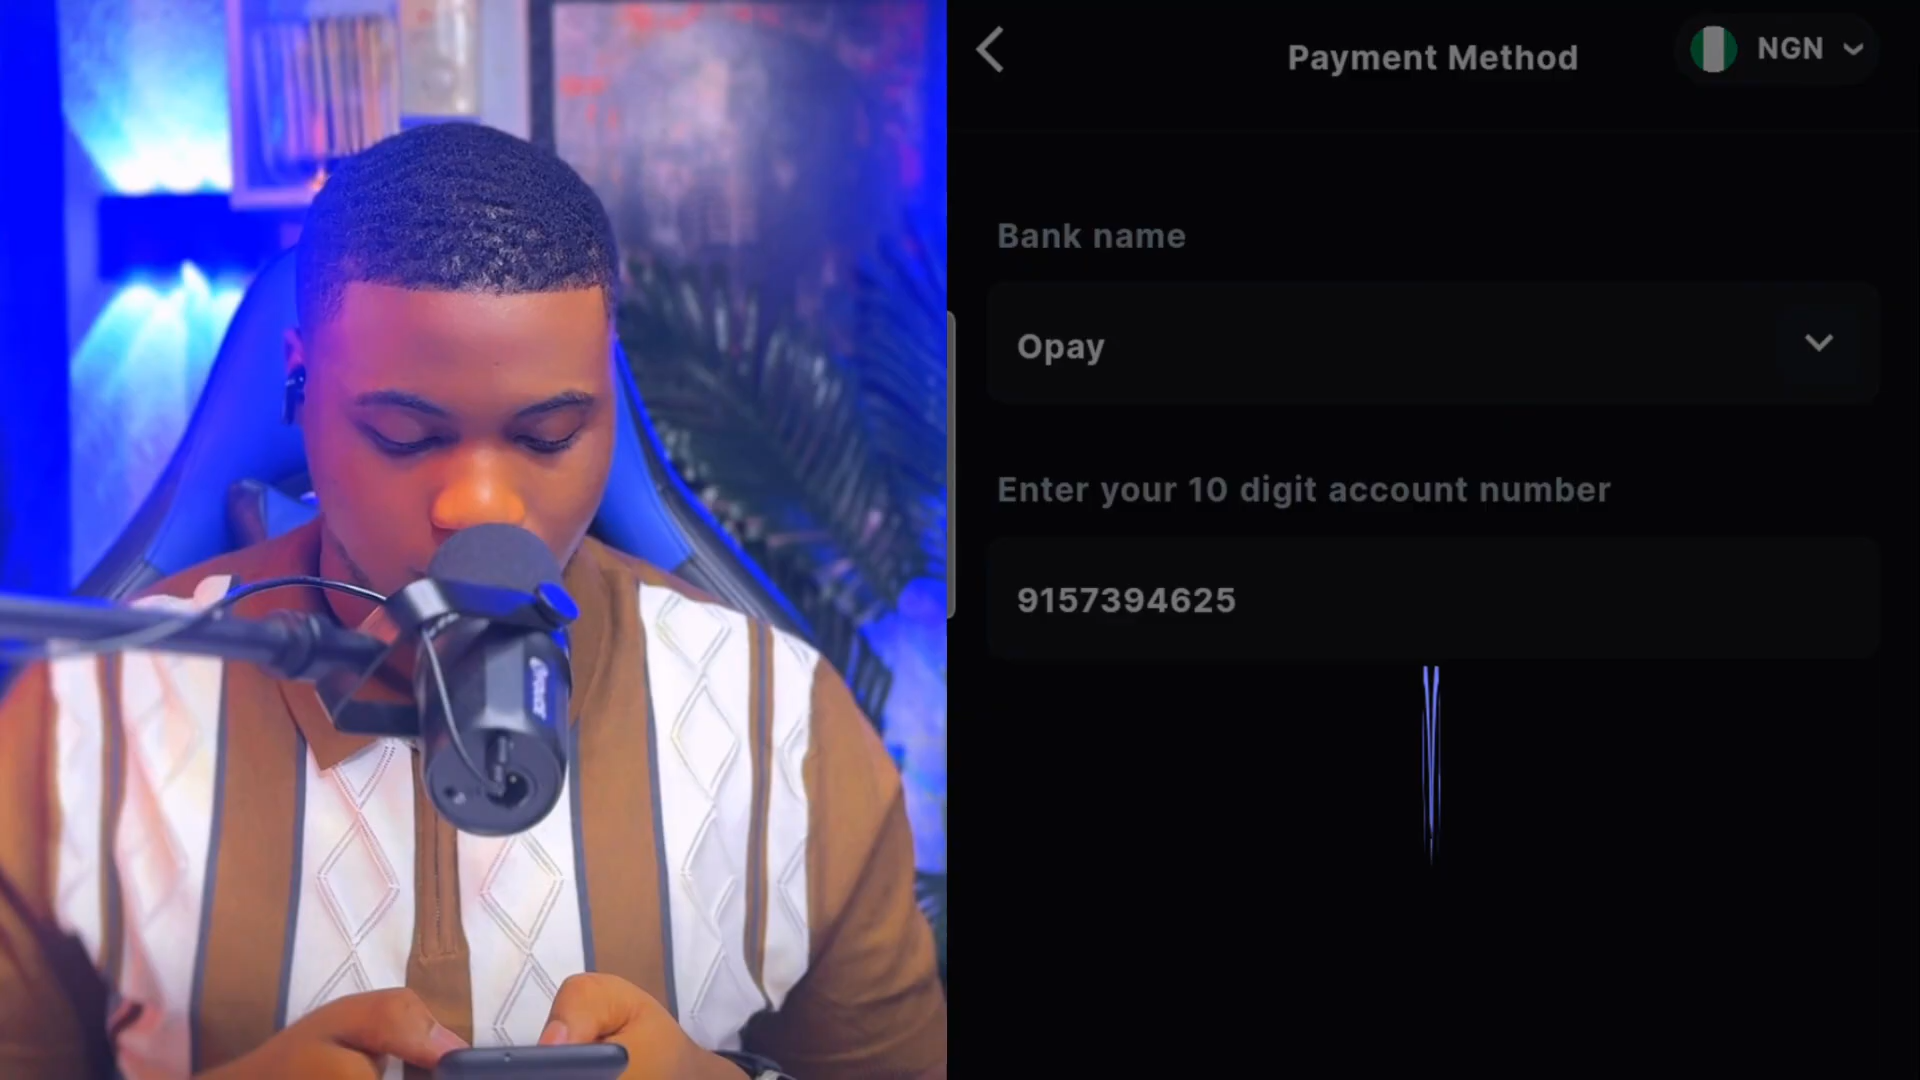 Payment Method
NGN
Bank name
Opay
Enter your 10 digit account number
9157394625